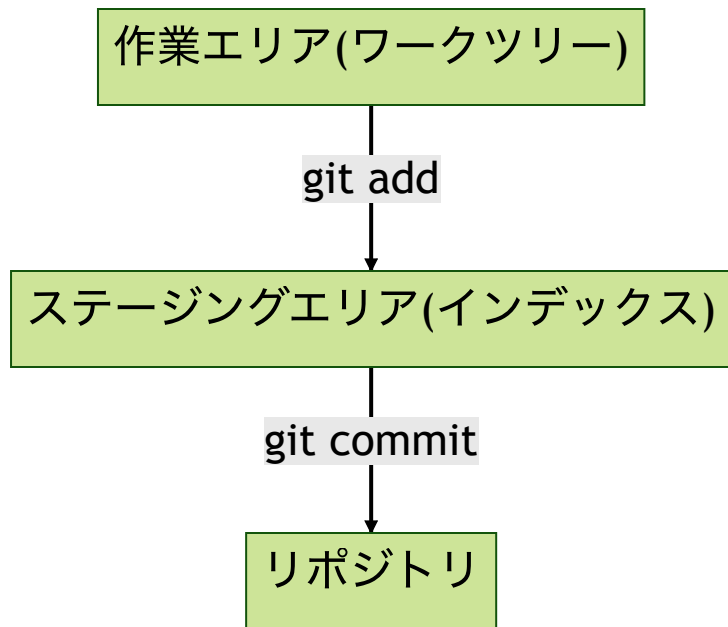 作業エリア(ワークツリー)
git add
ステージングエリア(インデックス)
git commit
リポジトリ